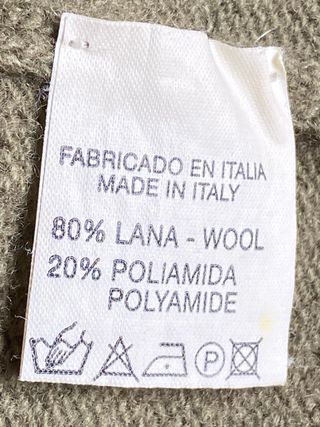 FABRICADO EN ITALIA
MADE IN ITALY
80% LANA - WOOL
20% POLIAMIDA
POLYAMIDE
P